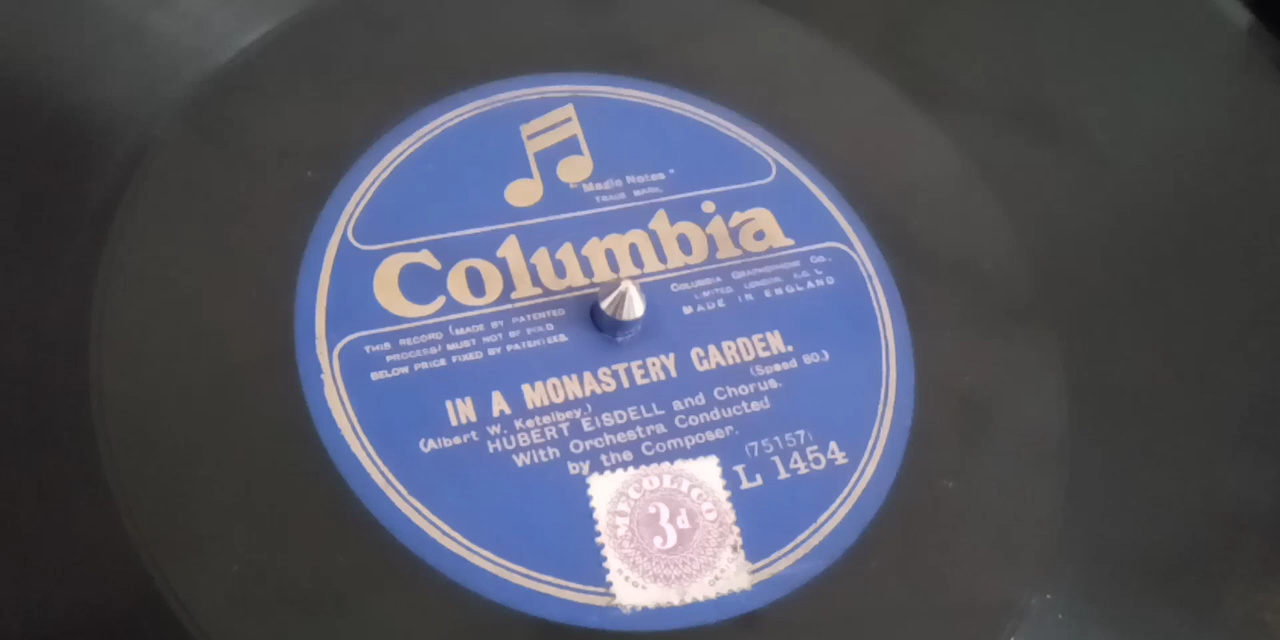 "Magic Notes"
TRADE MARK.
Columbia
THIS RECORD (MADE BY PATENTED
PROCESS) MUST NOT BE SOLD
BELOW PRICE FIXED BY PATENTEES.
COLUMBIA GRAPHOPHONE CO.,
LIMITED, LONDON, E.C. 1.
MADE IN ENGLAND
IN A MONASTERY GARDEN.
(Albert W. Ketelbey.) (Speed 80.)
HUBERT EISDELL and Chorus.
With Orchestra Conducted
by the Composer.
(75157)
L 1454
MECOLICO
3d